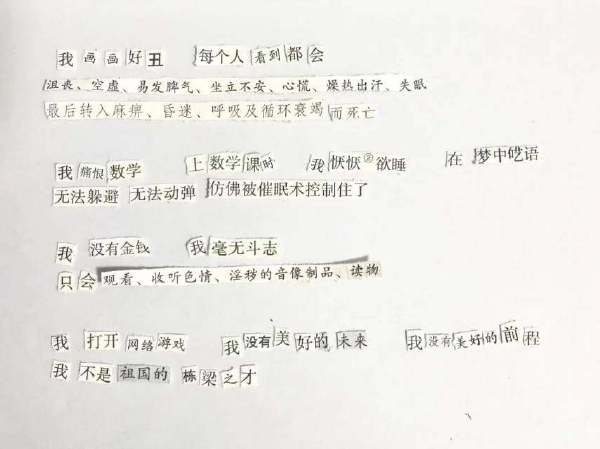 我画画好丑 每个人看到都会
沮丧、空虚、易发脾气、坐立不安、心慌、燥热出汗、失眠
最后转入麻痹、昏迷、呼吸及循环衰竭而死亡
我痛恨数学 上数学课时 我恹恹②欲睡 在梦中呓语
无法躲避 无法动弹 仿佛被催眠术控制住了
我没有金钱 我毫无斗志
只会观看、收听色情、淫秽的音像制品、读物
我打开网络游戏 我没有美好的未来 我没有美好的前程
我不是祖国的栋梁之才